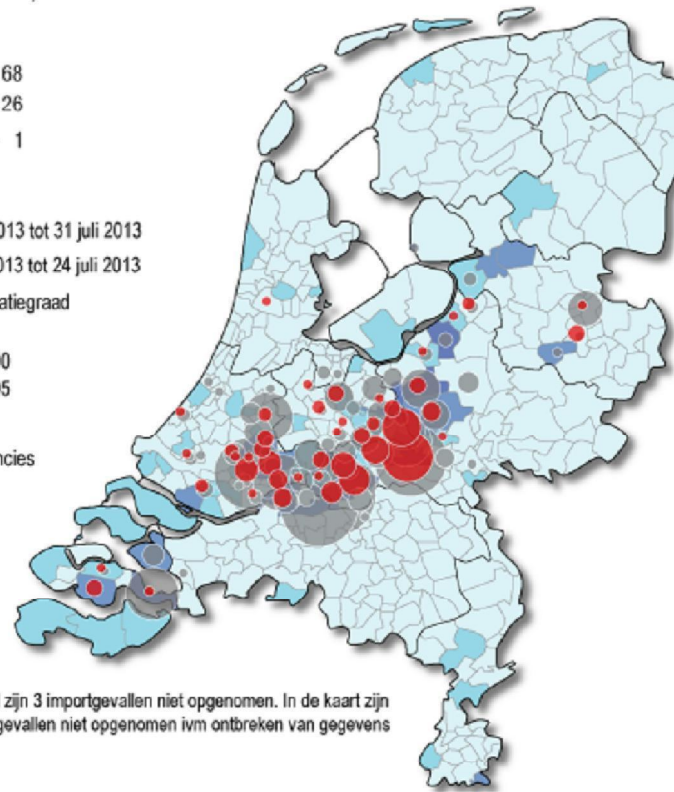 68
26
1
013 tot 31 juli 2013
013 tot 24 juli 2013
atiegraad
00
05
ncies
zijn 3 importgevallen niet opgenomen. In de kaart zijn
gevallen niet opgenomen ivm ontbreken van gegevens